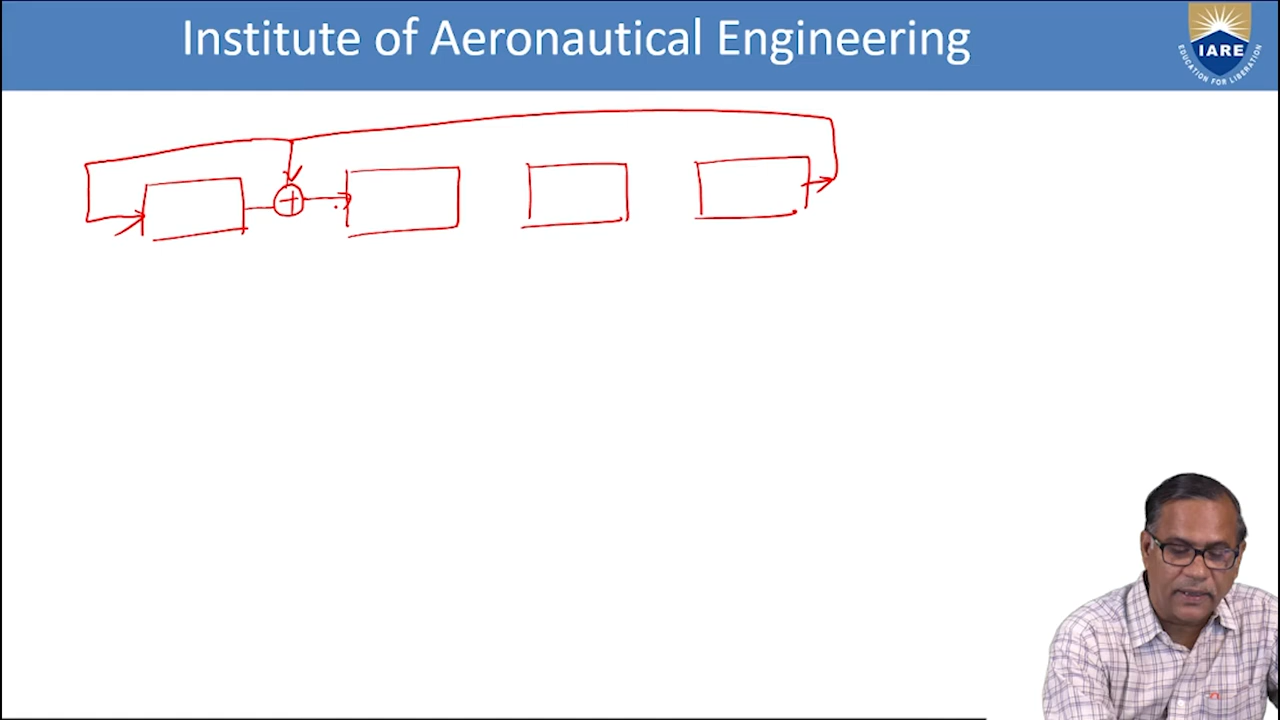 Institute of Aeronautical Engineering
IARE
EDUCATION FOR LIBERATION
+